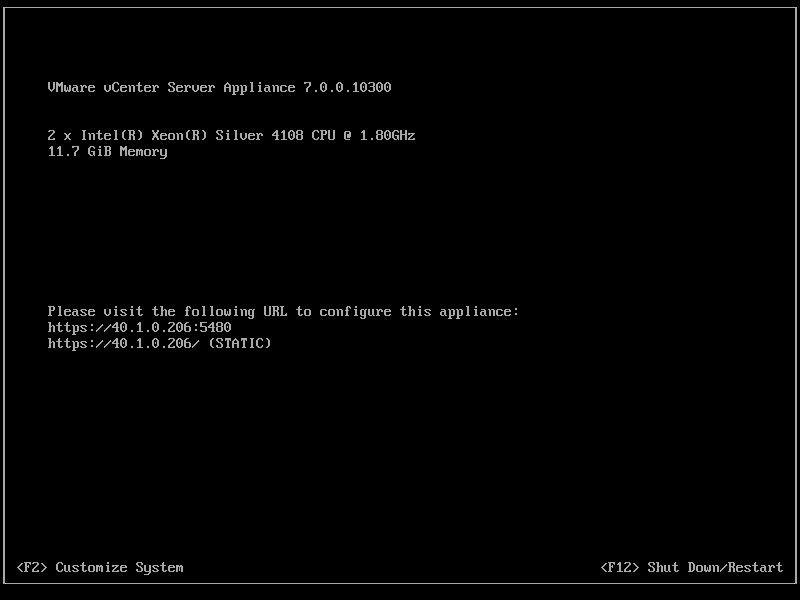 VMware vCenter Server Appliance 7.0.0.10300
2 x Intel(R) Xeon(R) Silver 4108 CPU @ 1.80GHz
11.7 GiB Memory
Please visit the following URL to configure this appliance:
https://40.1.0.206:5480
https://40.1.0.206/ (STATIC)
<F2> Customize System
<F12> Shut Down/Restart